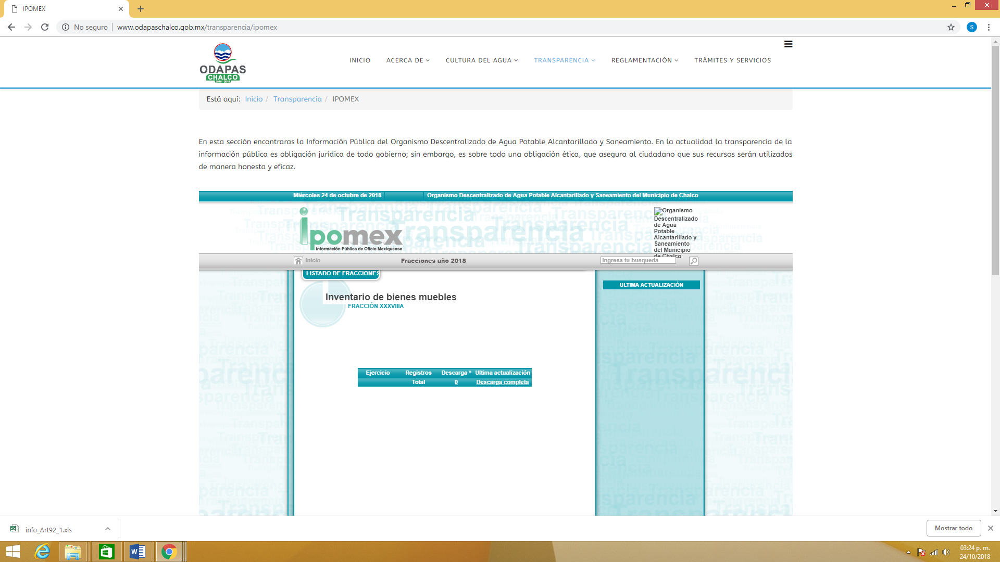 IPOMEX
No seguro
www.odapaschalco.gob.mx/transparencia/ipomex
S
ODAPAS
CHALCO
INICIO
ACERCA DE
CULTURA DEL AGUA
TRANSPARENCIA
REGLAMENTACIÓN
TRÁMITES Y SERVICIOS
Está aquí: Inicio / Transparencia / IPOMEX
En esta sección encontraras la Información Pública del Organismo Descentralizado de Agua Potable Alcantarillado y Saneamiento. En la actualidad la transparencia de la
información pública es obligación jurídica de todo gobierno; sin embargo, es sobre todo una obligación ética, que asegura al ciudadano que sus recursos serán utilizados
de manera honesta y eficaz.
Miércoles 24 de octubre de 2018
Organismo Descentralizado de Agua Potable Alcantarillado y Saneamiento del Municipio de Chalco
ipomex
Información Pública de Oficio Mexiquense
Organismo
Descentralizado
de Agua
Potable
Alcantarillado y
Saneamiento
del Municipio
de Chalco
Inicio
Fracciones año 2018
Ingresa tu busqueda
LISTADO DE FRACCIONES
Inventario de bienes muebles
FRACCIÓN XXXVIIIA
ULTIMA ACTUALIZACIÓN
Ejercicio Registros Descarga * Ultima actualización
Total 0 Descarga completa
info_Art92_1.xls
Mostrar todo
03:24 p. m.
24/10/2018